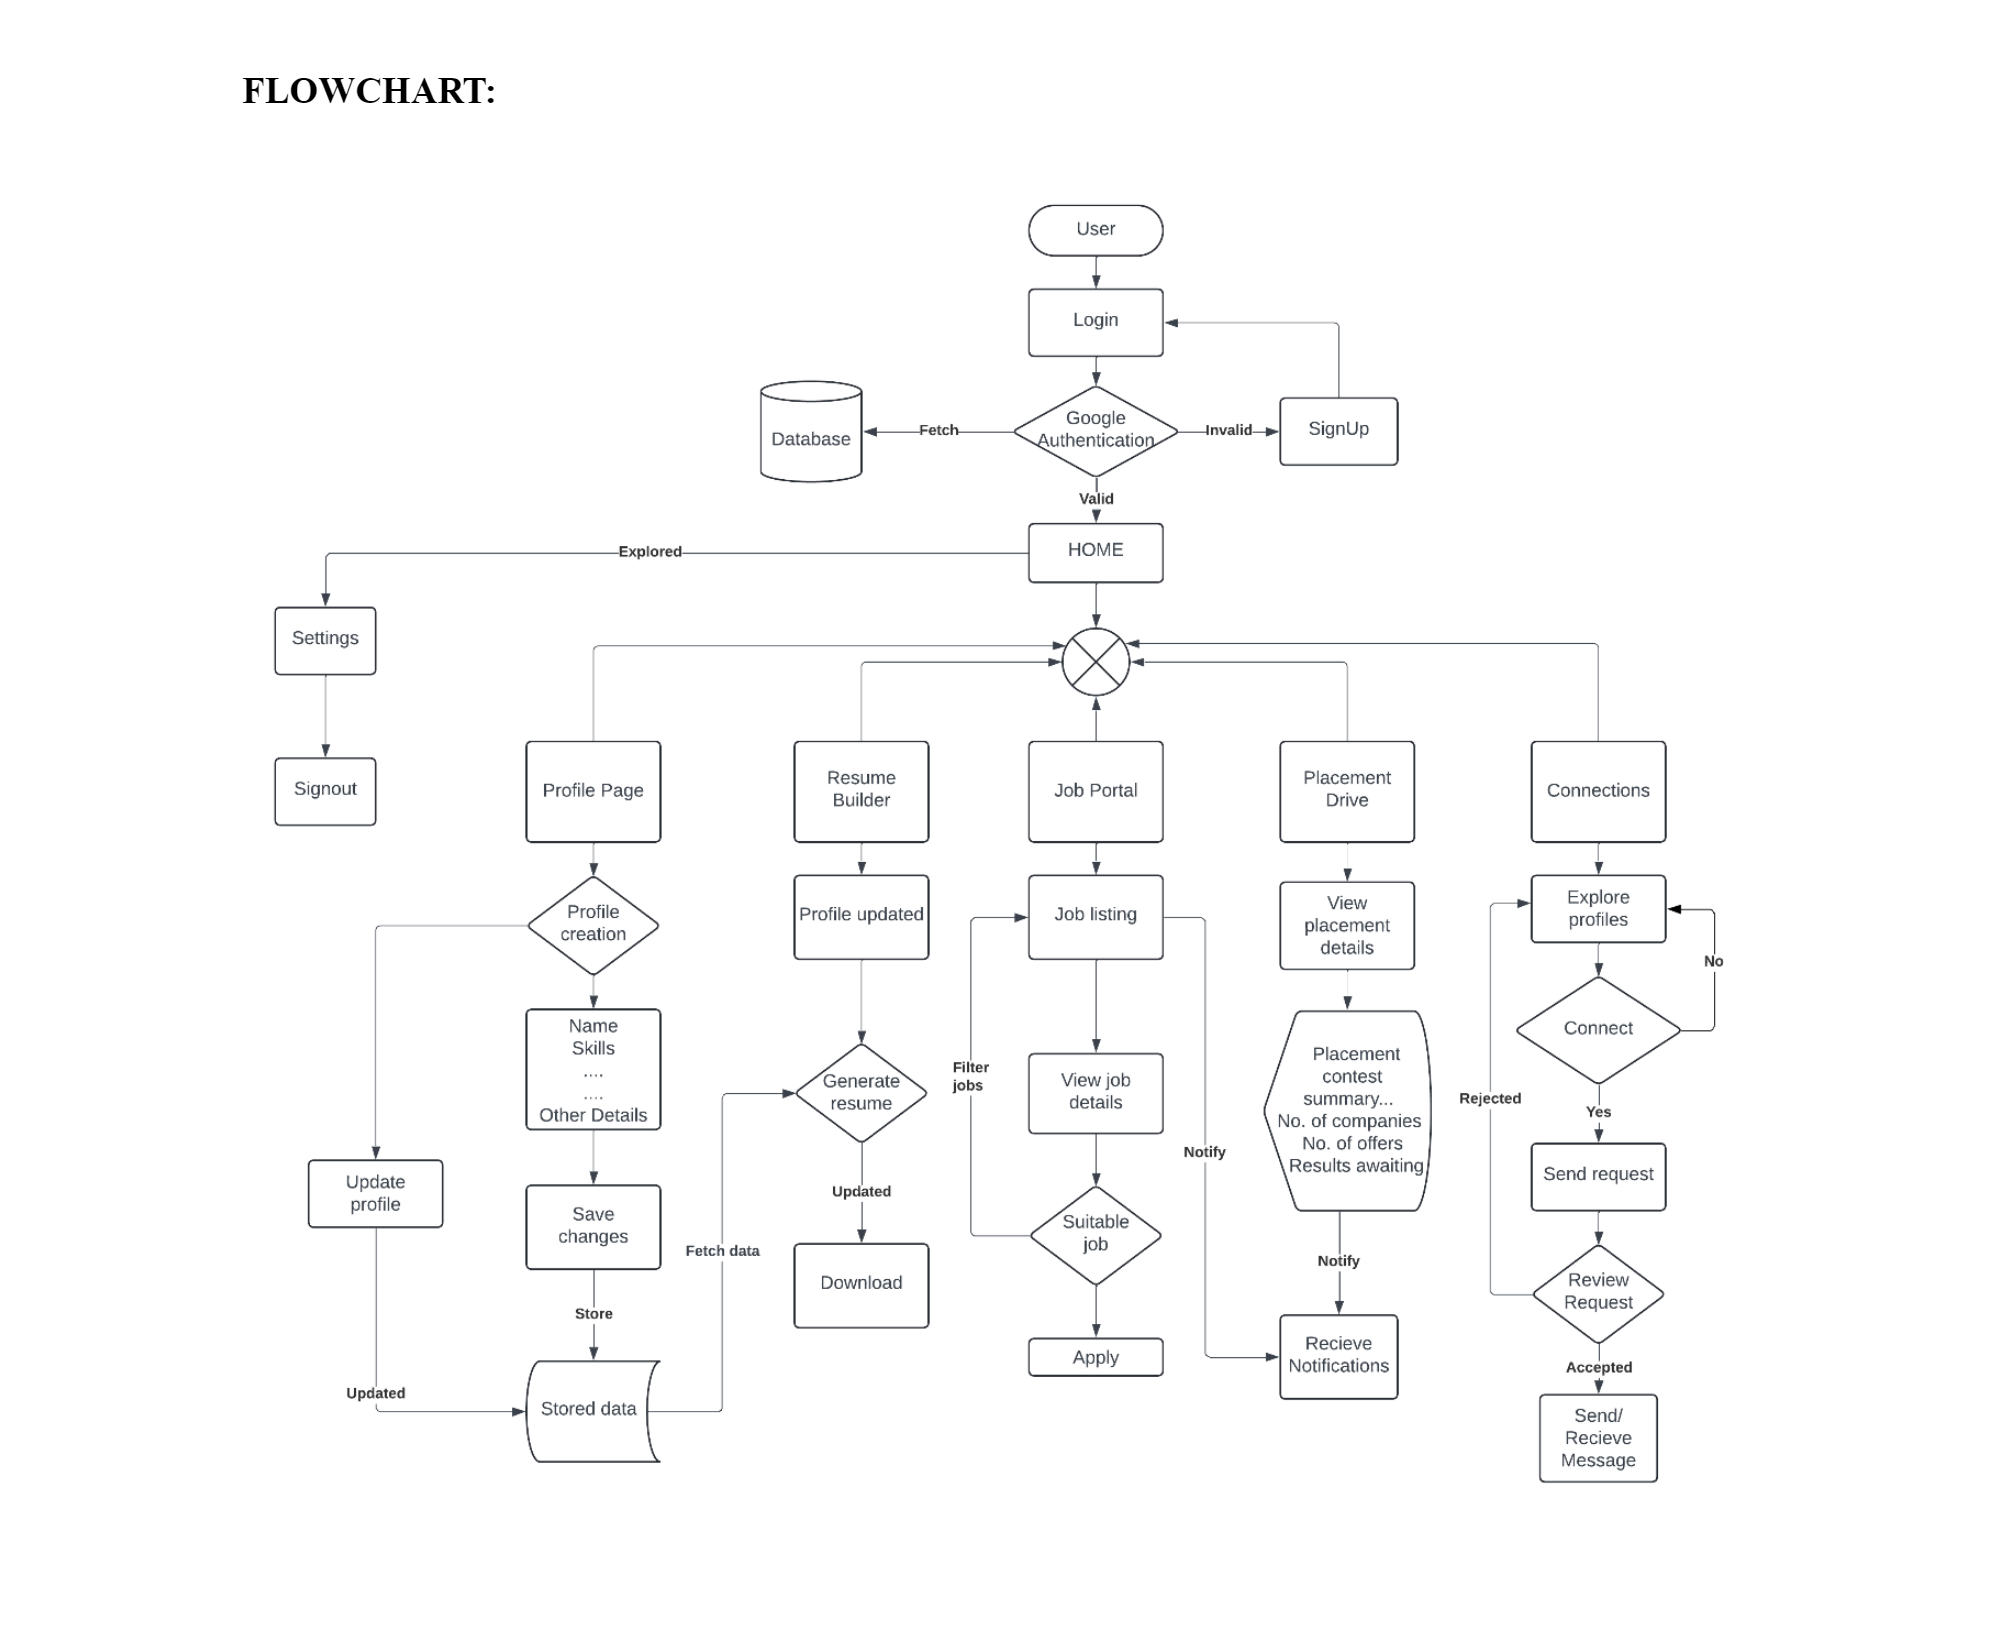 FLOWCHART:
User
Login
Google
Authentication
Fetch
Database
Invalid
SignUp
Valid
HOME
Explored
Settings
Signout
Profile Page
Resume
Builder
Job Portal
Placement
Drive
Connections
Profile
creation
Profile updated
Job listing
View
placement
details
Explore
profiles
No
Connect
Name
Skills
....
....
Other Details
Generate
resume
Filter
jobs
View job
details
Placement
contest
summary...
No. of companies
No. of offers
Results awaiting
Rejected
Yes
Update
profile
Save
changes
Updated
Notify
Send request
Suitable
job
Fetch data
Download
Notify
Review
Request
Store
Apply
Recieve
Notifications
Accepted
Updated
Stored data
Send/
Recieve
Message